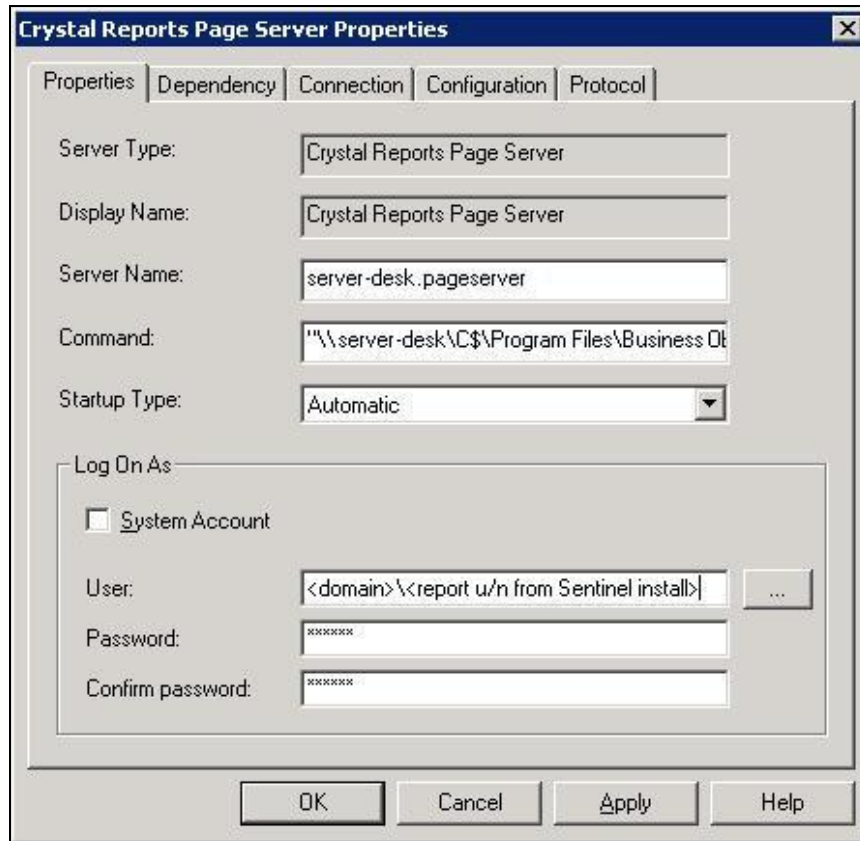 Crystal Reports Page Server Properties
Properties Dependency Connection Configuration Protocol
Server Type: Crystal Reports Page Server
Display Name: Crystal Reports Page Server
Server Name: server-desk.pageserver
Command: '"\\server-desk\C$\Program Files\Business Ob
Startup Type: Automatic
Log On As
System Account
User: <domain>\<report u/n from Sentinel install> ...
Password: ******
Confirm password: ******
OK Cancel Apply Help